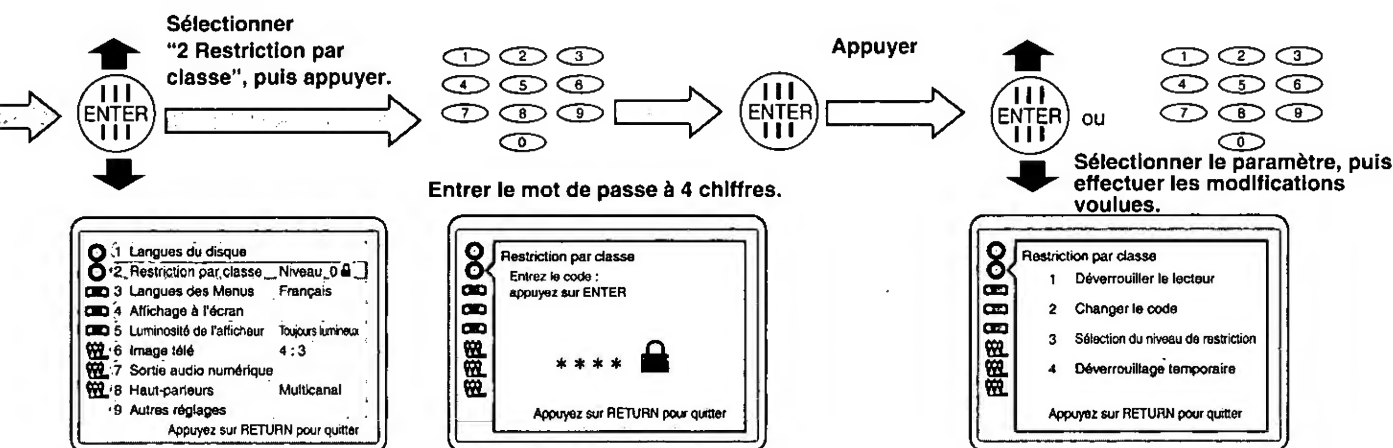 Sélectionner
“2 Restriction par
classe”, puis appuyer.
ENTER
1 2 3
4 5 6
7 8 9
0
Entrer le mot de passe à 4 chiffres.
Appuyer
ENTER
ENTER
ou
1 2 3
4 5 6
7 8 9
0
Sélectionner le paramètre, puis
effectuer les modifications
voulues.
1 Langues du disque
2 Restriction par classe Niveau 0
3 Langues des Menus Français
4 Affichage à l'écran
5 Luminosité de l'afficheur Toujours lumineux
6 Image télé 4 : 3
7 Sortie audio numérique
8 Haut-parleurs Multicanal
9 Autres réglages
Appuyez sur RETURN pour quitter
Restriction par classe
Entrez le code :
appuyez sur ENTER
* * * *
Appuyez sur RETURN pour quitter
Restriction par classe
1 Déverrouiller le lecteur
2 Changer le code
3 Sélection du niveau de restriction
4 Déverrouillage temporaire
Appuyez sur RETURN pour quitter